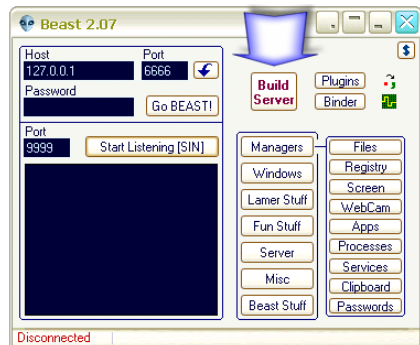 Beast 2.07
Host Port
127.0.0.1 6666
Password
Go BEAST!
Build
Server
Plugins
Binder
Port
9999 Start Listening [SIN]
Managers
Windows
Lamer Stuff
Fun Stuff
Server
Misc
Beast Stuff
Files
Registry
Screen
WebCam
Apps
Processes
Services
Clipboard
Passwords
Disconnected